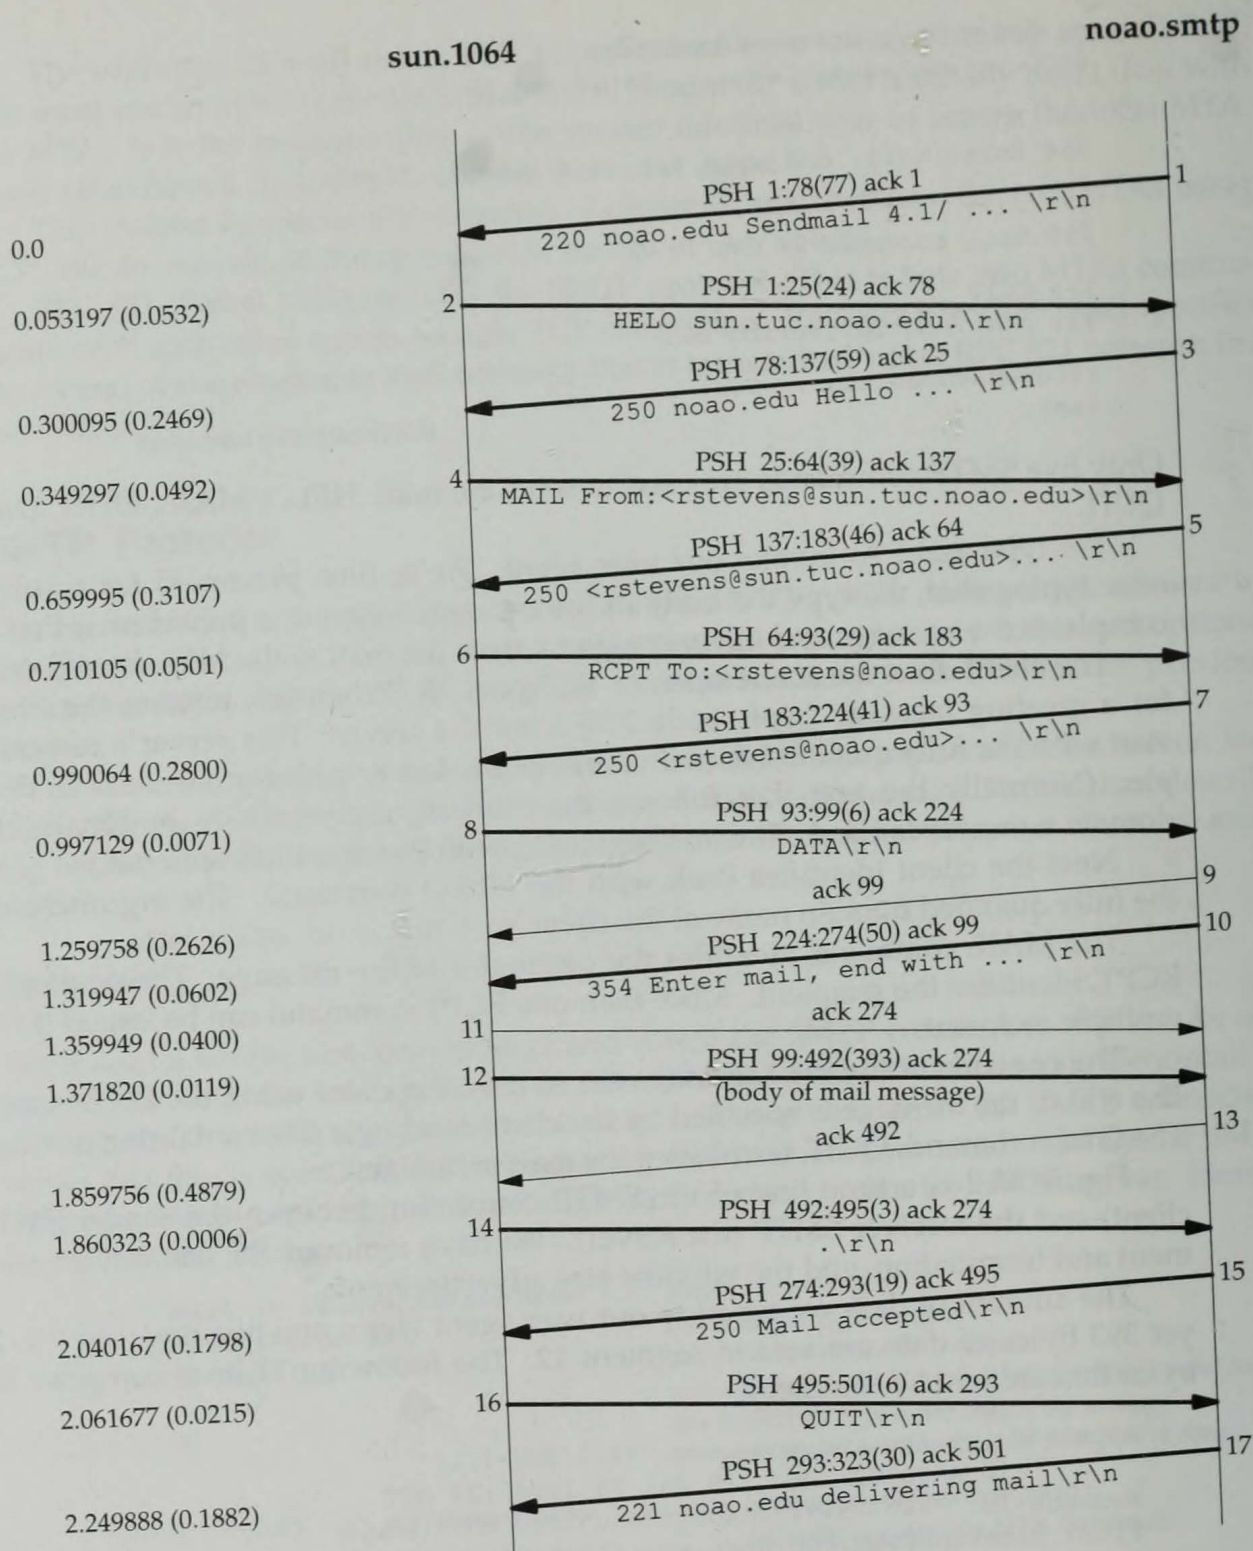 sun.1064
noao.smtp
PSH 1:78(77) ack 1
1
220 noao.edu Sendmail 4.1/ ... \r\n
0.0
PSH 1:25(24) ack 78
0.053197 (0.0532)
2
HELO sun.tuc.noao.edu.\r\n
PSH 78:137(59) ack 25
3
250 noao.edu Hello ... \r\n
0.300095 (0.2469)
PSH 25:64(39) ack 137
0.349297 (0.0492)
4
MAIL From:<rstevens@sun.tuc.noao.edu>\r\n
PSH 137:183(46) ack 64
5
250 <rstevens@sun.tuc.noao.edu>... \r\n
0.659995 (0.3107)
PSH 64:93(29) ack 183
0.710105 (0.0501)
6
RCPT To:<rstevens@noao.edu>\r\n
PSH 183:224(41) ack 93
7
250 <rstevens@noao.edu>... \r\n
0.990064 (0.2800)
PSH 93:99(6) ack 224
0.997129 (0.0071)
8
DATA\r\n
ack 99
9
1.259758 (0.2626)
PSH 224:274(50) ack 99
10
354 Enter mail, end with ... \r\n
1.319947 (0.0602)
ack 274
1.359949 (0.0400)
11
PSH 99:492(393) ack 274
1.371820 (0.0119)
12
(body of mail message)
ack 492
13
1.859756 (0.4879)
PSH 492:495(3) ack 274
1.860323 (0.0006)
14
.\r\n
PSH 274:293(19) ack 495
15
250 Mail accepted\r\n
2.040167 (0.1798)
PSH 495:501(6) ack 293
2.061677 (0.0215)
16
QUIT\r\n
PSH 293:323(30) ack 501
17
221 noao.edu delivering mail\r\n
2.249888 (0.1882)